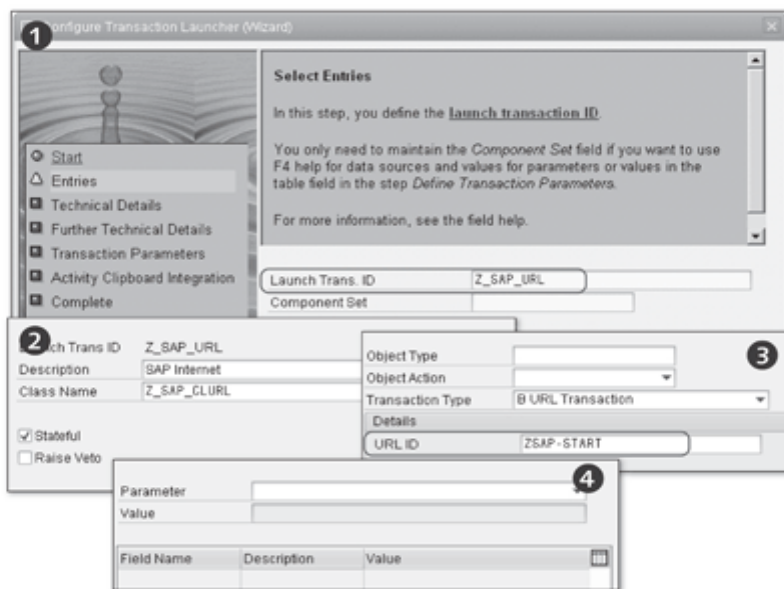 1
Configure Transaction Launcher (Wizard)
Start
Entries
Technical Details
Further Technical Details
Transaction Parameters
Activity Clipboard Integration
Complete
Select Entries
In this step, you define the launch transaction ID.
You only need to maintain the Component Set field if you want to use
F4 help for data sources and values for parameters or values in the
table field in the step Define Transaction Parameters.
For more information, see the field help.
Launch Trans. ID Z_SAP_URL
Component Set
2
Trans ID Z_SAP_URL
Description SAP Internet
Class Name Z_SAP_CLURL
Stateful
Raise Veto
3
Object Type
Object Action
Transaction Type B URL Transaction
Details
URL ID ZSAP-START
4
Parameter
Value
Field Name Description Value